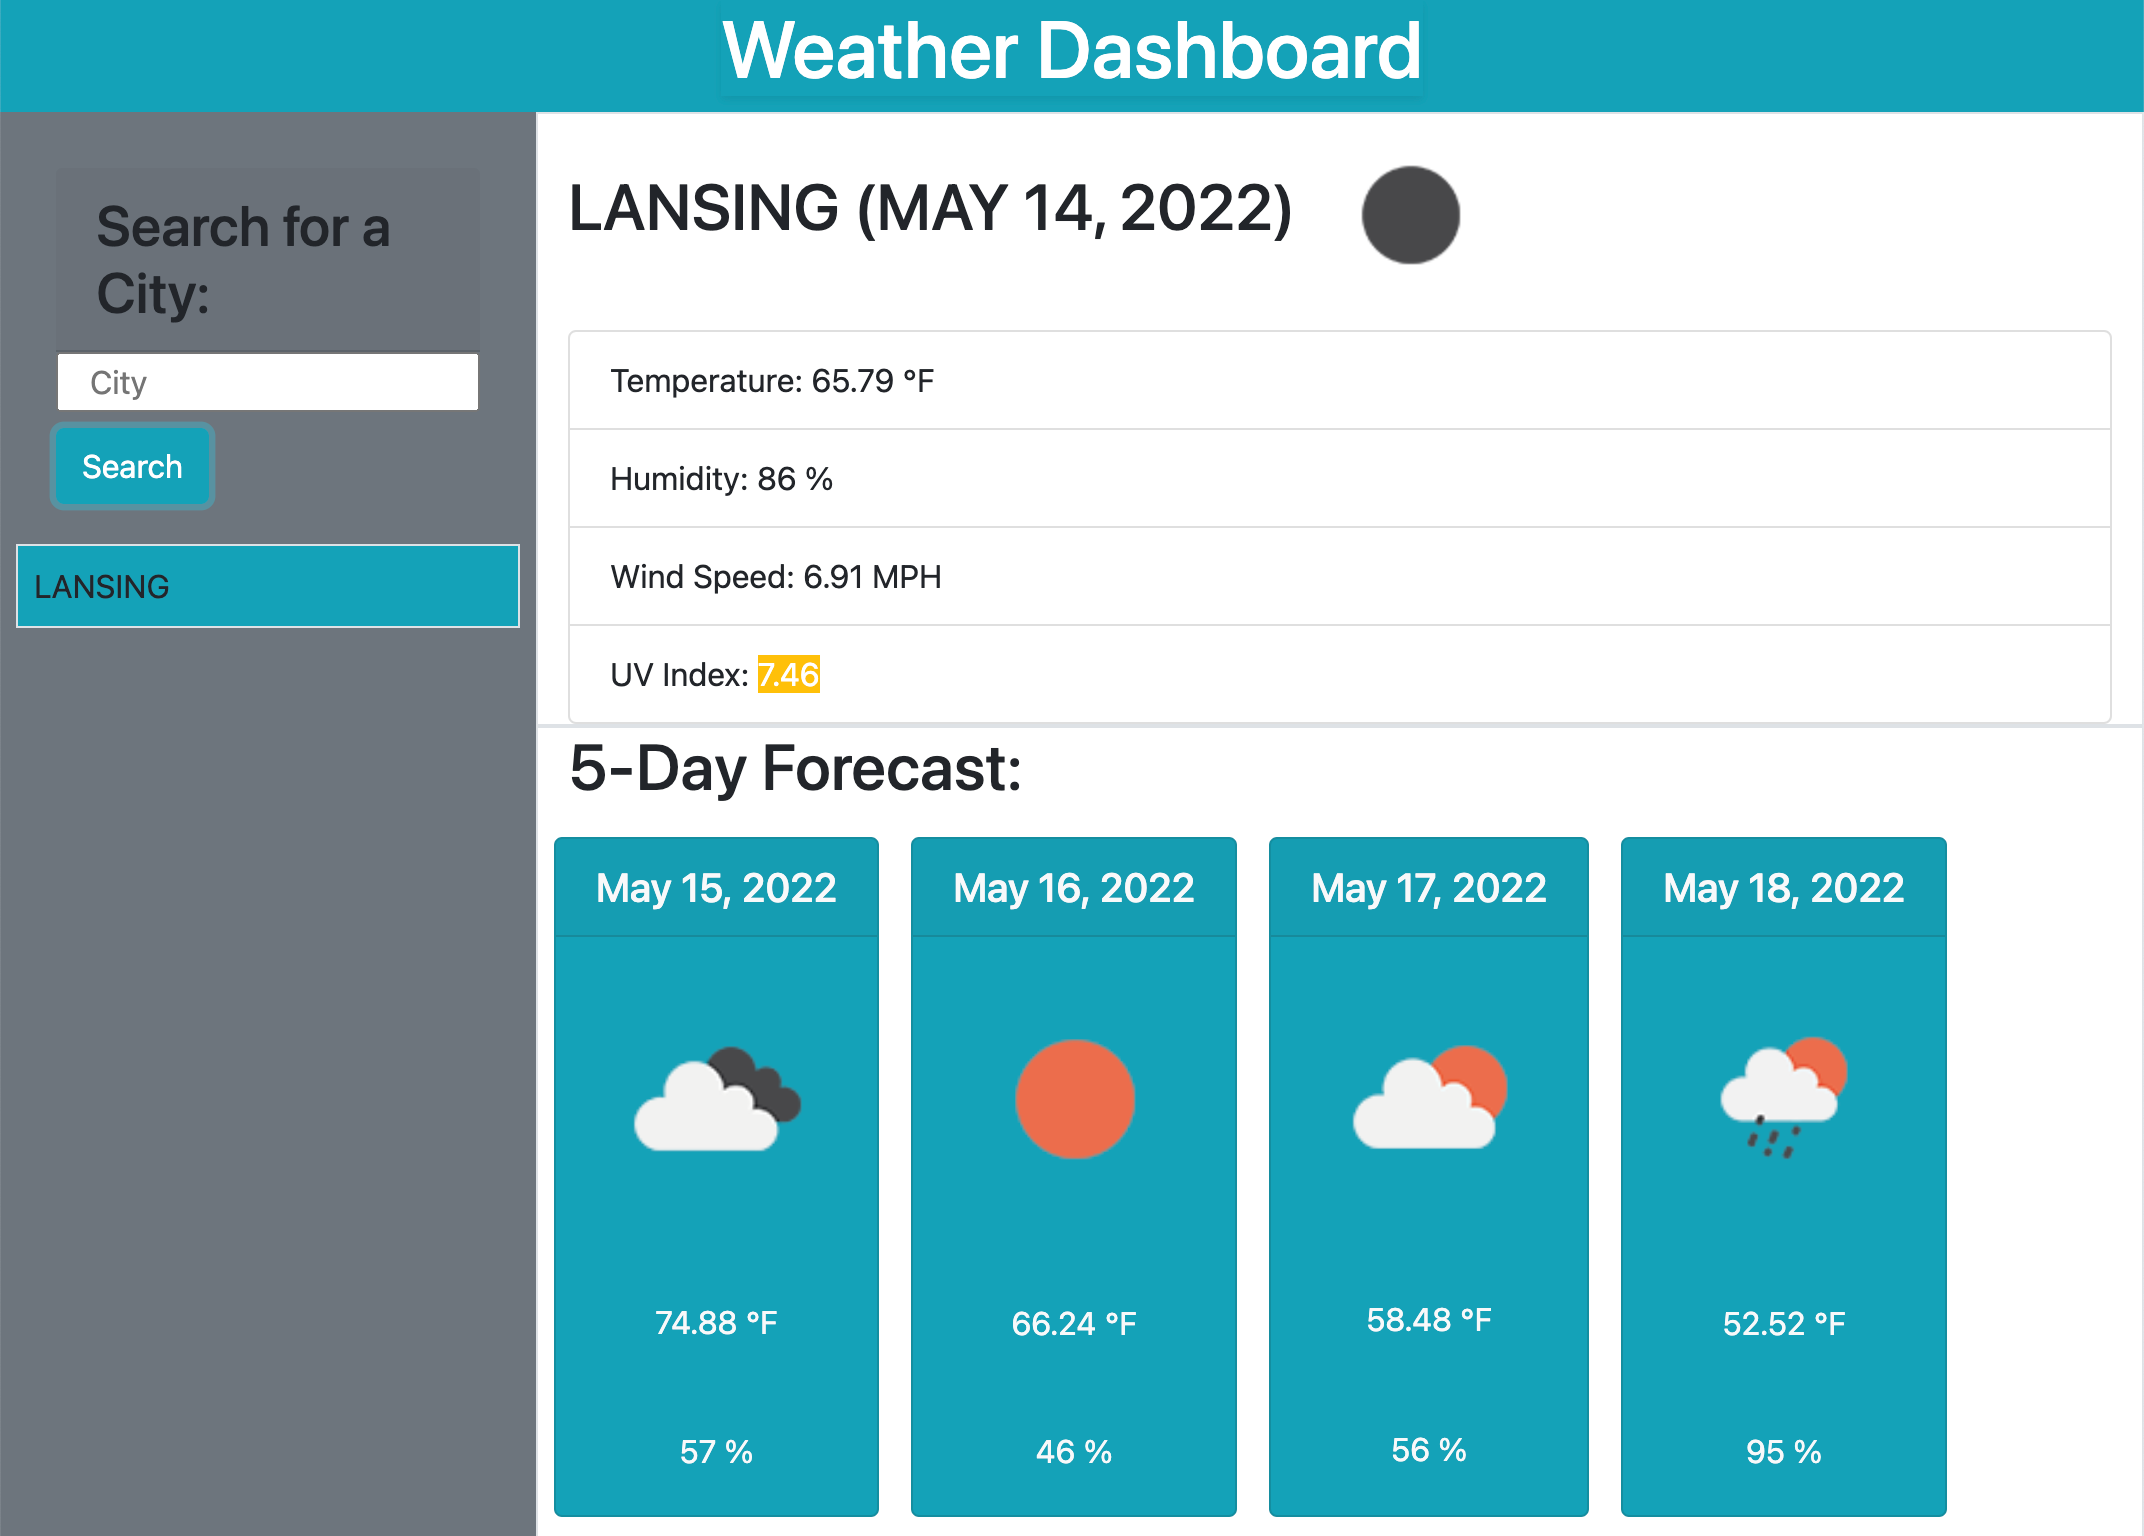 Weather Dashboard
Search for a
City:
City
Search
LANSING
LANSING (MAY 14, 2022)
Temperature: 65.79 °F
Humidity: 86 %
Wind Speed: 6.91 MPH
UV Index: 7.46
5-Day Forecast:
May 15, 2022
74.88 °F
57 %
May 16, 2022
66.24 °F
46 %
May 17, 2022
58.48 °F
56 %
May 18, 2022
52.52 °F
95 %